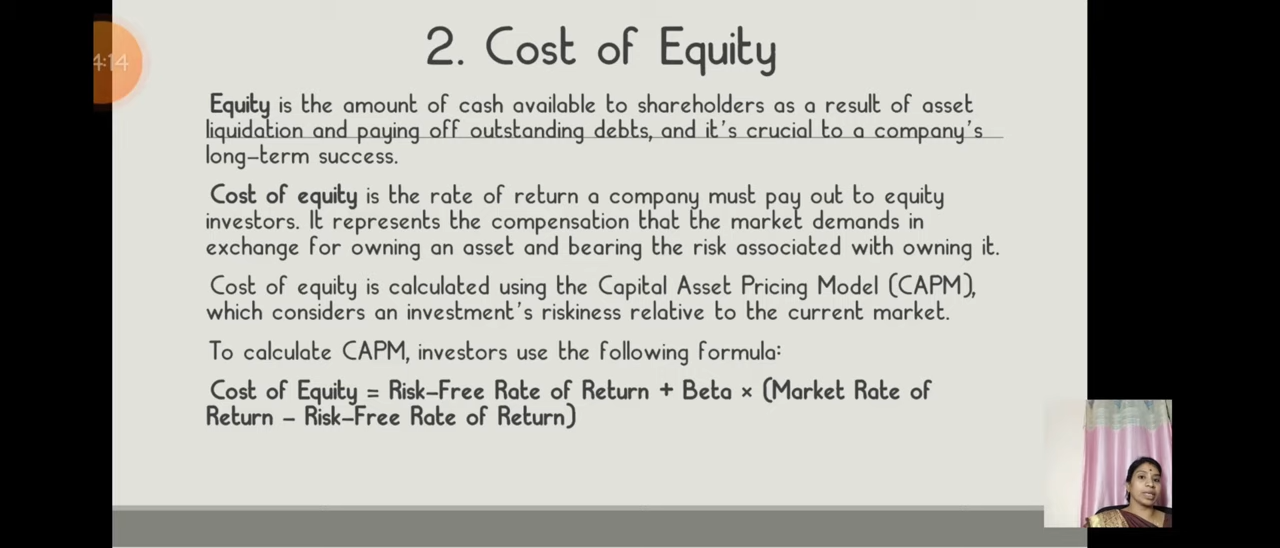 2. Cost of Equity
4:14
Equity is the amount of cash available to shareholders as a result of asset
liquidation and paying off outstanding debts, and it's crucial to a company's
long-term success.
Cost of equity is the rate of return a company must pay out to equity
investors. It represents the compensation that the market demands in
exchange for owning an asset and bearing the risk associated with owning it.
Cost of equity is calculated using the Capital Asset Pricing Model (CAPM),
which considers an investment's riskiness relative to the current market.
To calculate CAPM, investors use the following formula:
Cost of Equity = Risk-Free Rate of Return + Beta × (Market Rate of
Return - Risk-Free Rate of Return)